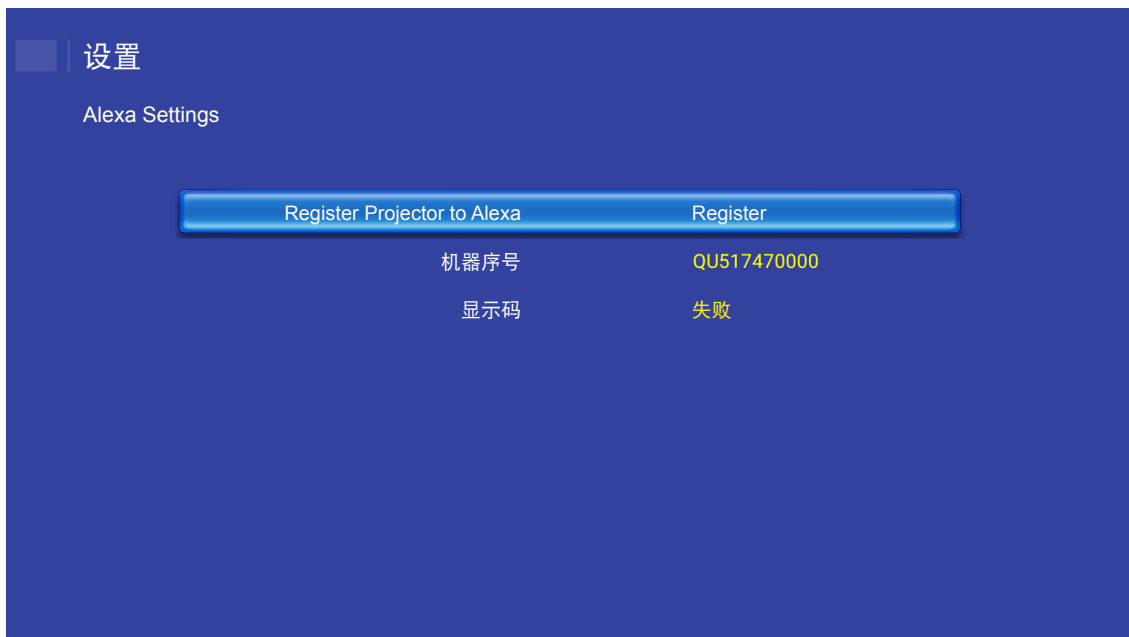 设置
Alexa Settings
Register Projector to Alexa Register
机器序号 QU517470000
显示码 失败